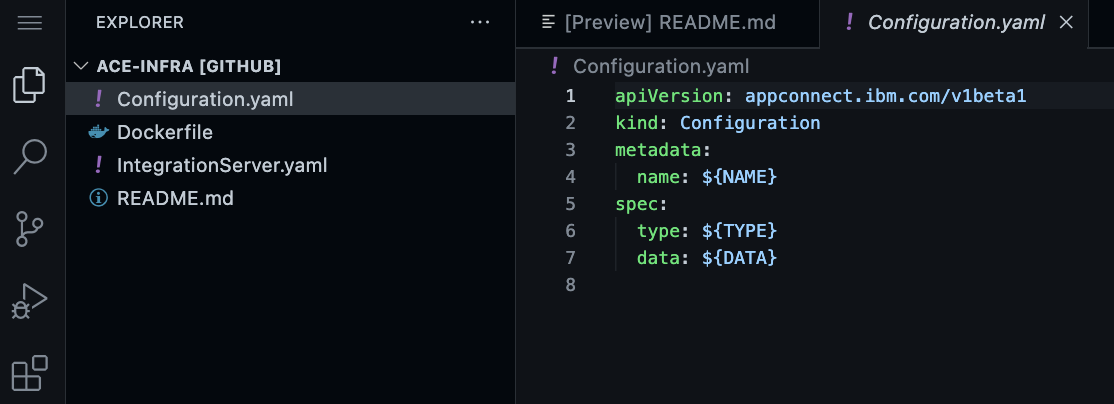 EXPLORER
ACE-INFRA [GITHUB]
! Configuration.yaml
Dockerfile
! IntegrationServer.yaml
README.md
[Preview] README.md
! Configuration.yaml
! Configuration.yaml
1 apiVersion: appconnect.ibm.com/v1beta1
2 kind: Configuration
3 metadata:
4 name: ${NAME}
5 spec:
6 type: ${TYPE}
7 data: ${DATA}
8